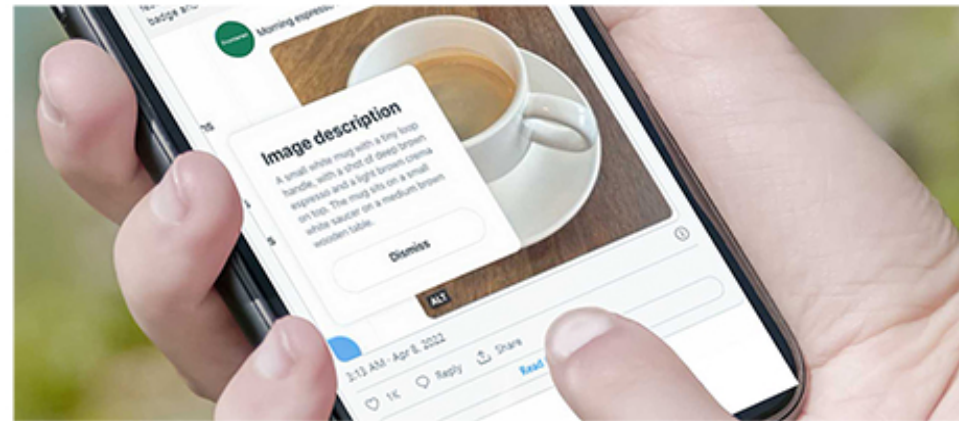 badge and
Morning espresso
Image description
A small white mug with a tiny loop
handle, with a shot of deep brown
espresso and a light brown crema
on top. The mug sits on a small
white saucer on a medium brown
wooden table.
Dismiss
ALT
3:13 AM · Apr 8, 2022
1K Reply Share
Read